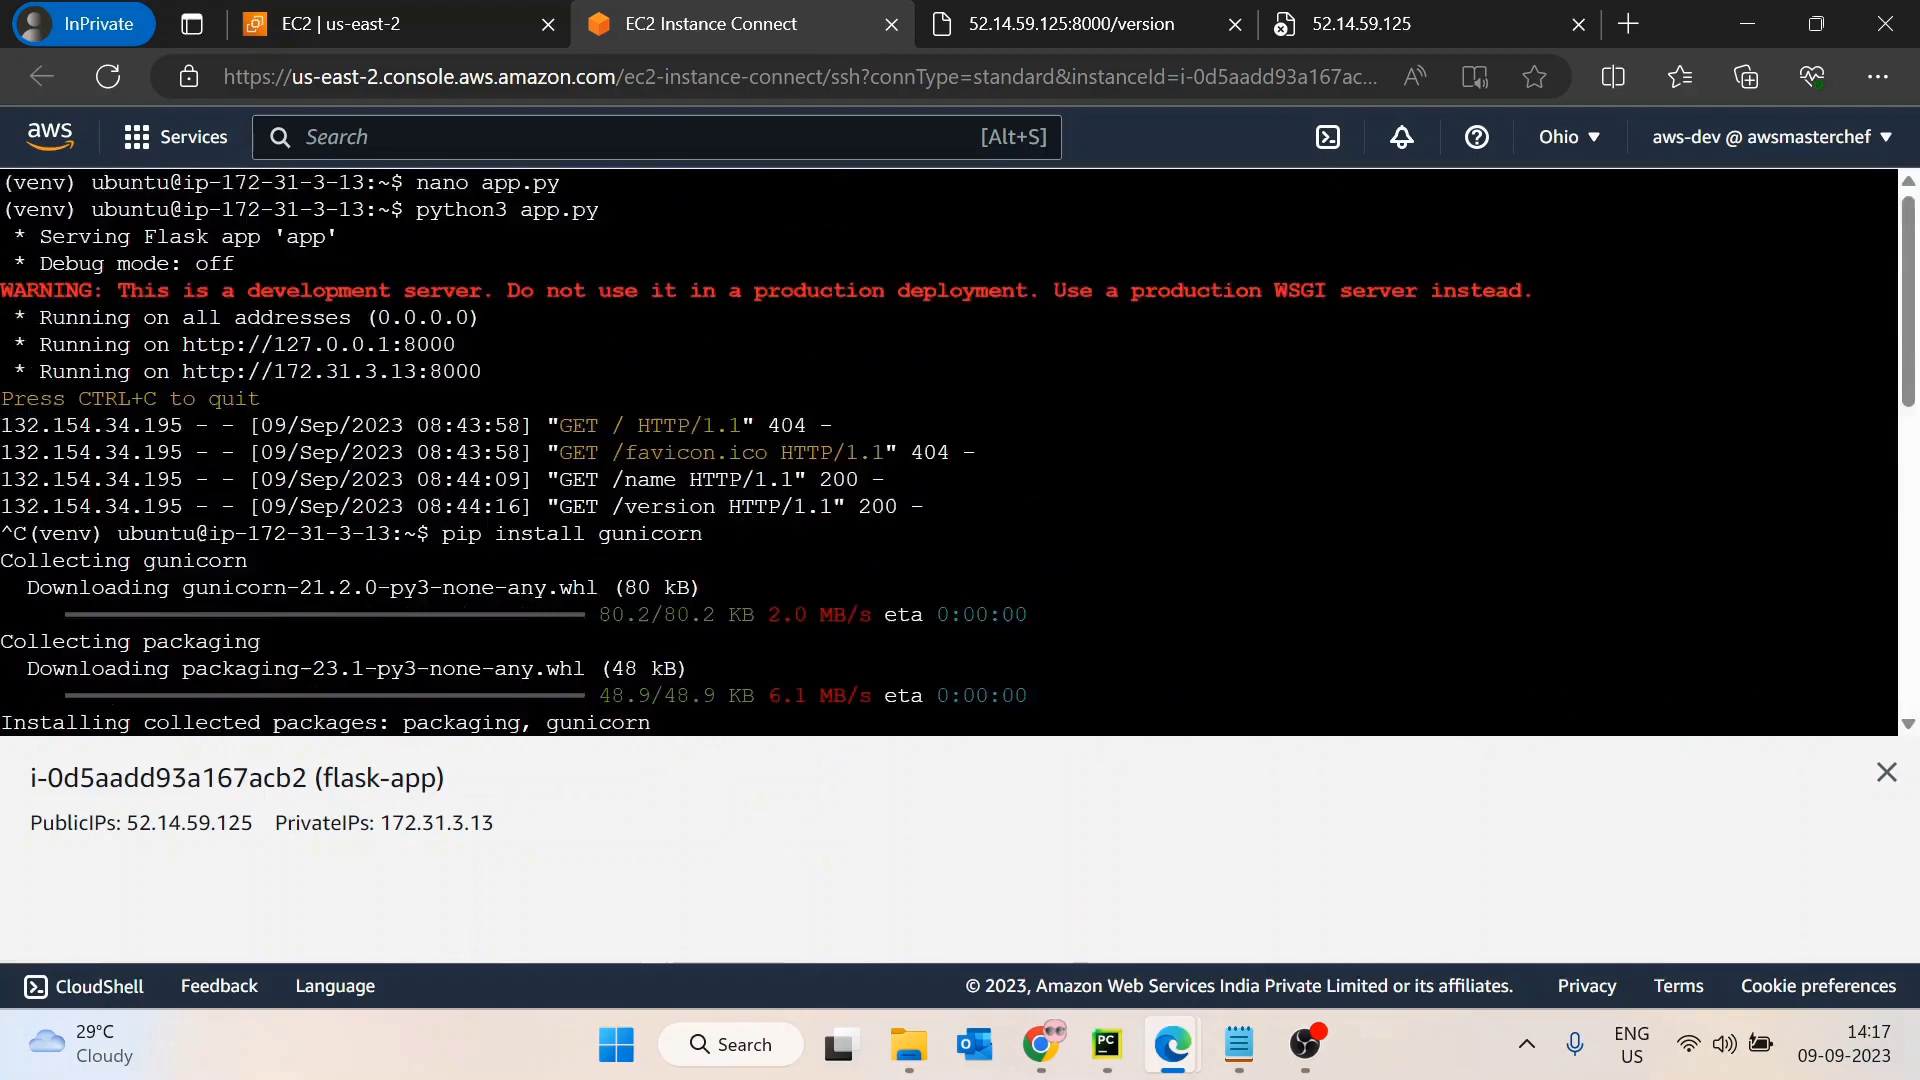 InPrivate
EC2 | us-east-2
EC2 Instance Connect
52.14.59.125:8000/version
52.14.59.125
https://us-east-2.console.aws.amazon.com/ec2-instance-connect/ssh?connType=standard&instanceId=i-0d5aadd93a167ac...
aws
Services
Search
[Alt+S]
Ohio
aws-dev @ awsmasterchef
(venv) ubuntu@ip-172-31-3-13:~$ nano app.py
(venv) ubuntu@ip-172-31-3-13:~$ python3 app.py
* Serving Flask app 'app'
* Debug mode: off
WARNING: This is a development server. Do not use it in a production deployment. Use a production WSGI server instead.
* Running on all addresses (0.0.0.0)
* Running on http://127.0.0.1:8000
* Running on http://172.31.3.13:8000
Press CTRL+C to quit
132.154.34.195 - - [09/Sep/2023 08:43:58] "GET / HTTP/1.1" 404 -
132.154.34.195 - - [09/Sep/2023 08:43:58] "GET /favicon.ico HTTP/1.1" 404 -
132.154.34.195 - - [09/Sep/2023 08:44:09] "GET /name HTTP/1.1" 200 -
132.154.34.195 - - [09/Sep/2023 08:44:16] "GET /version HTTP/1.1" 200 -
^C(venv) ubuntu@ip-172-31-3-13:~$ pip install gunicorn
Collecting gunicorn
Downloading gunicorn-21.2.0-py3-none-any.whl (80 kB)
80.2/80.2 KB 2.0 MB/s eta 0:00:00
Collecting packaging
Downloading packaging-23.1-py3-none-any.whl (48 kB)
48.9/48.9 KB 6.1 MB/s eta 0:00:00
Installing collected packages: packaging, gunicorn
i-0d5aadd93a167acb2 (flask-app)
PublicIPs: 52.14.59.125 PrivateIPs: 172.31.3.13
CloudShell
Feedback
Language
© 2023, Amazon Web Services India Private Limited or its affiliates.
Privacy
Terms
Cookie preferences
29°C
Cloudy
Search
ENG
US
14:17
09-09-2023